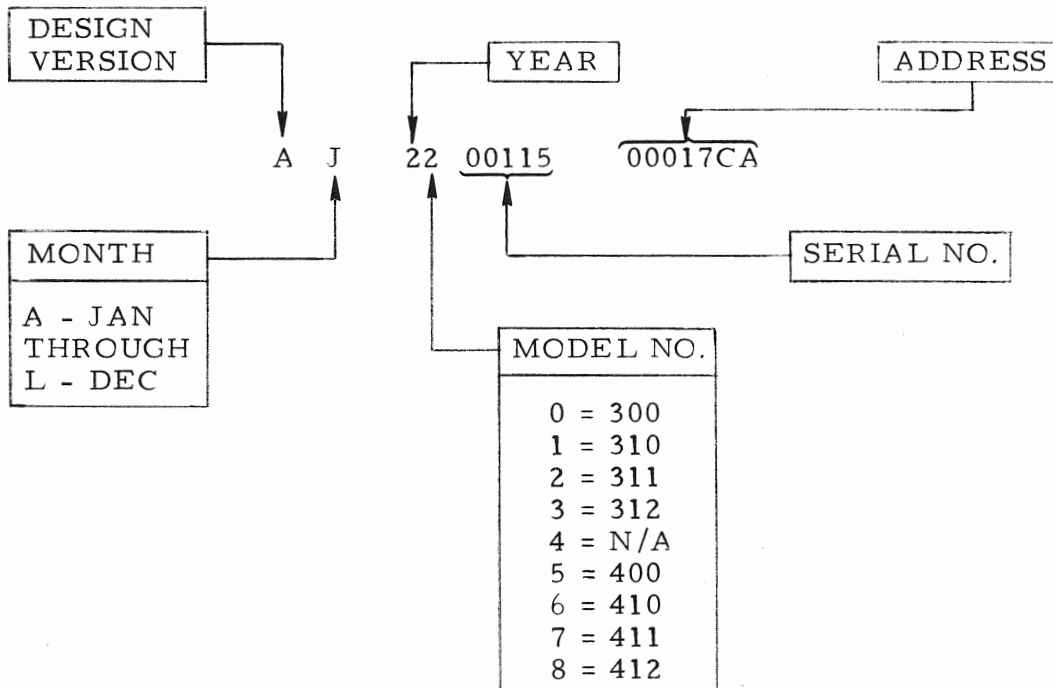 DESIGN
VERSION
YEAR
ADDRESS
A J 22 00115 00017CA
MONTH
A - JAN
THROUGH
L - DEC
SERIAL NO.
MODEL NO.
0 = 300
1 = 310
2 = 311
3 = 312
4 = N/A
5 = 400
6 = 410
7 = 411
8 = 412